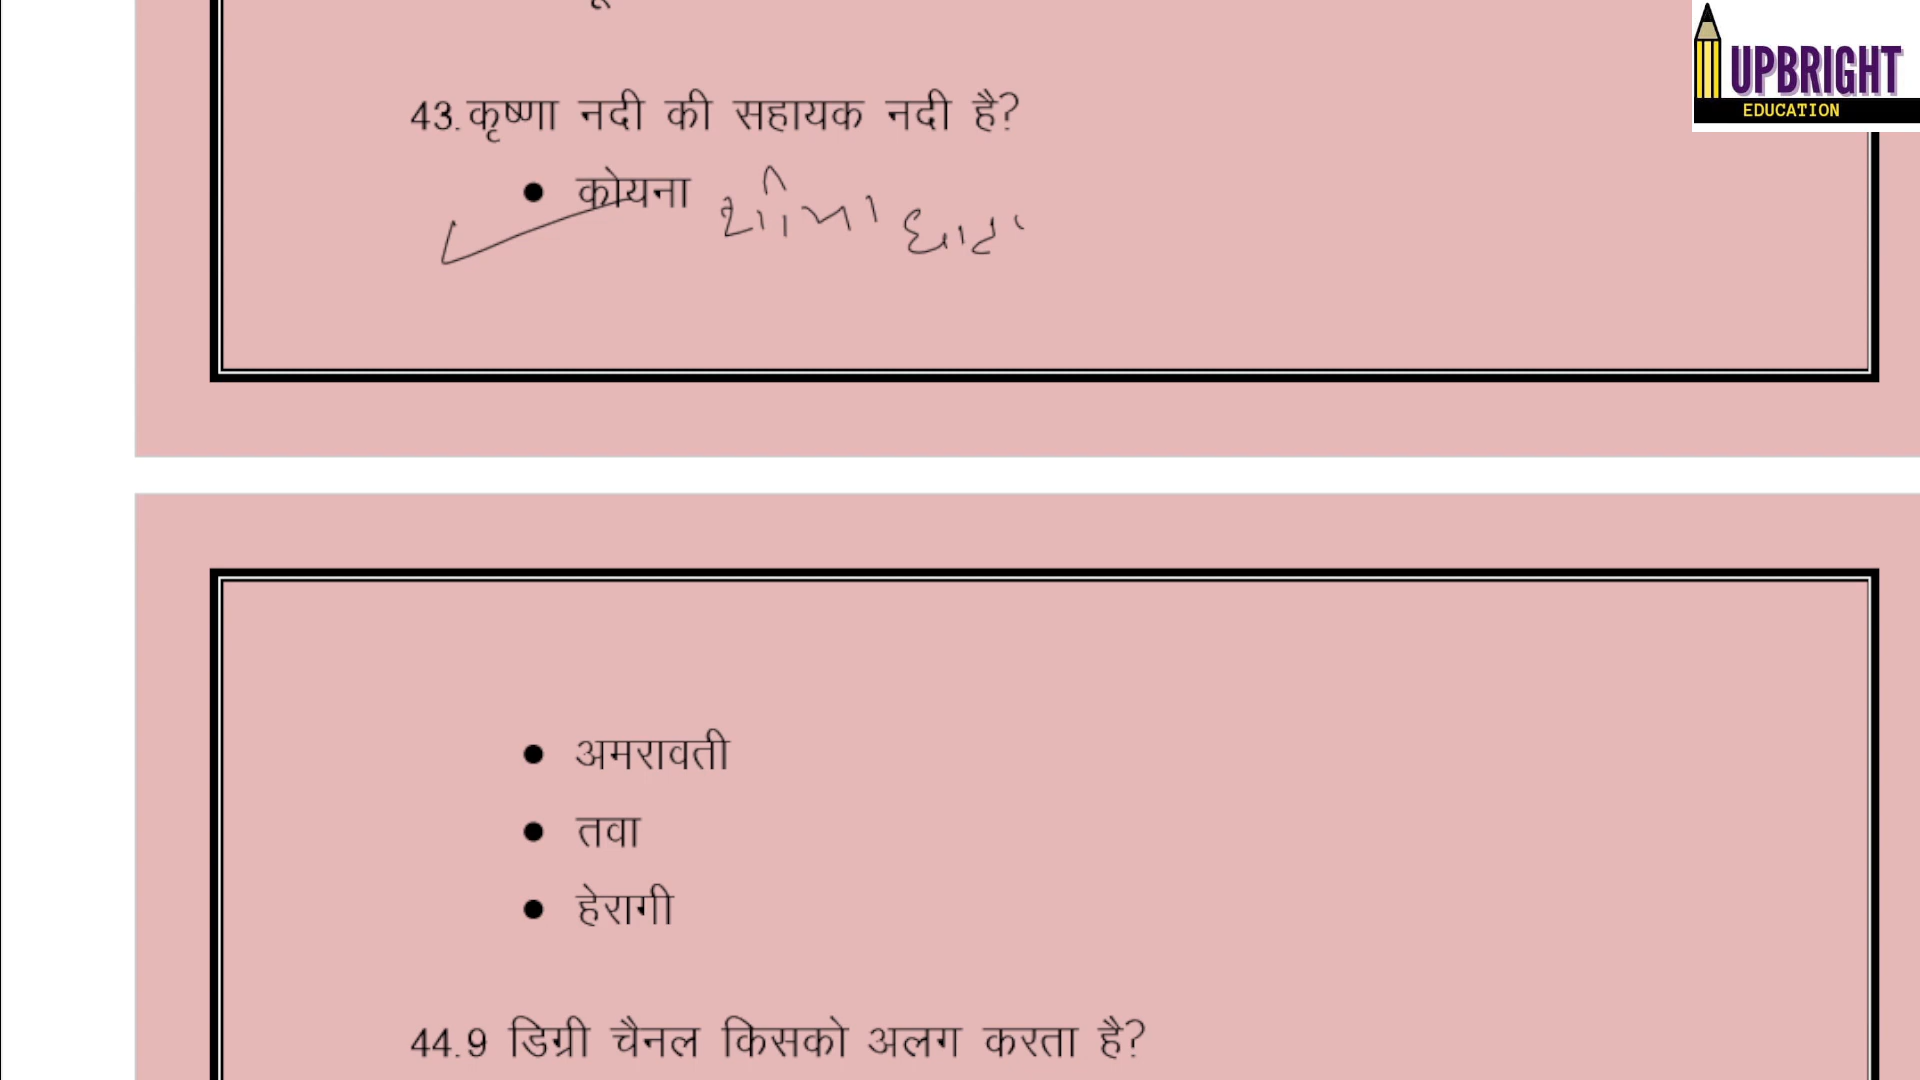 UPBRIGHT
EDUCATION
43.कृष्णा नदी की सहायक नदी है?
● कोयना
● अमरावती
● तवा
● हेरागी
44.9 डिग्री चैनल किसको अलग करता है?